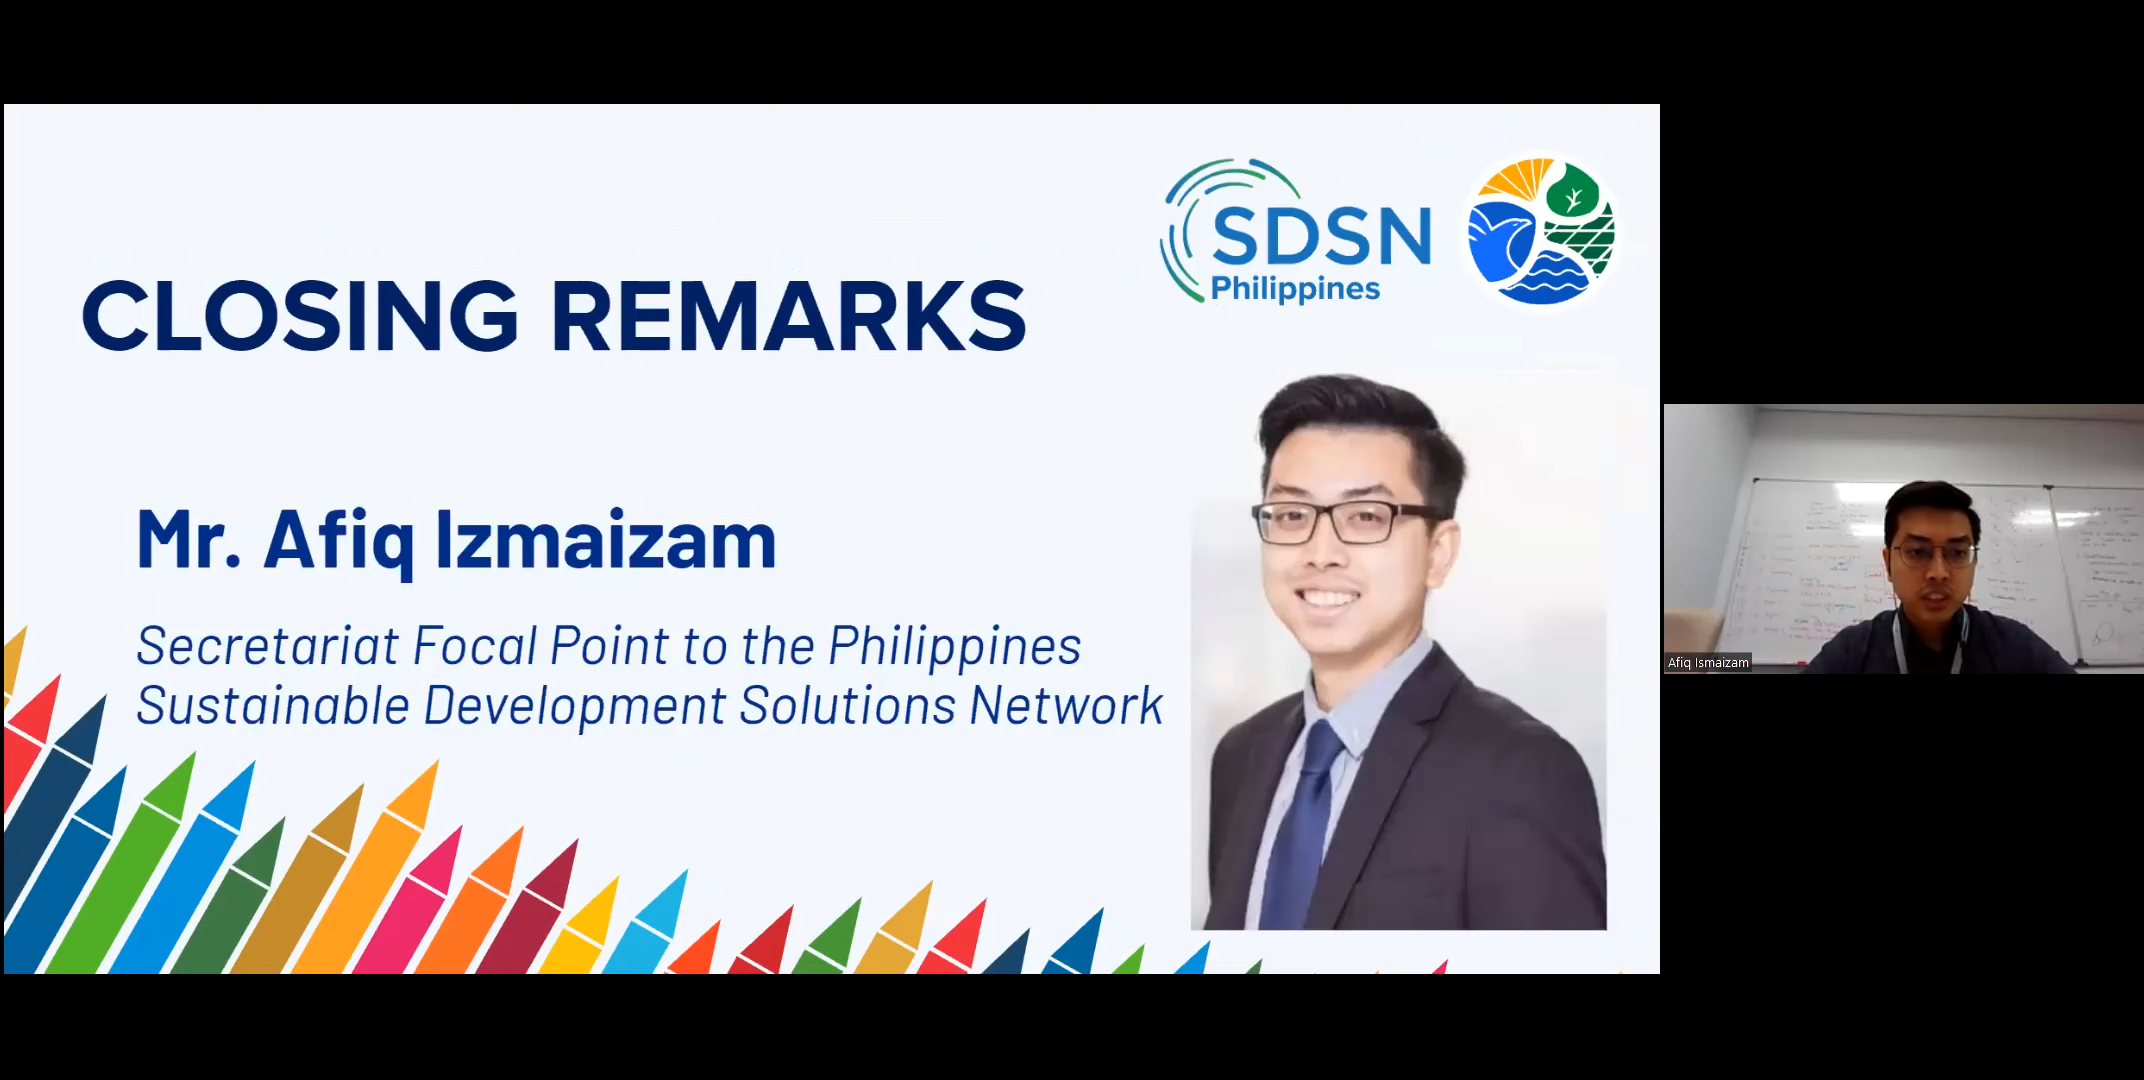 SDSN
Philippines
CLOSING REMARKS
Mr. Afiq Izmaizam
Secretariat Focal Point to the Philippines
Sustainable Development Solutions Network
Afiq Ismaizam